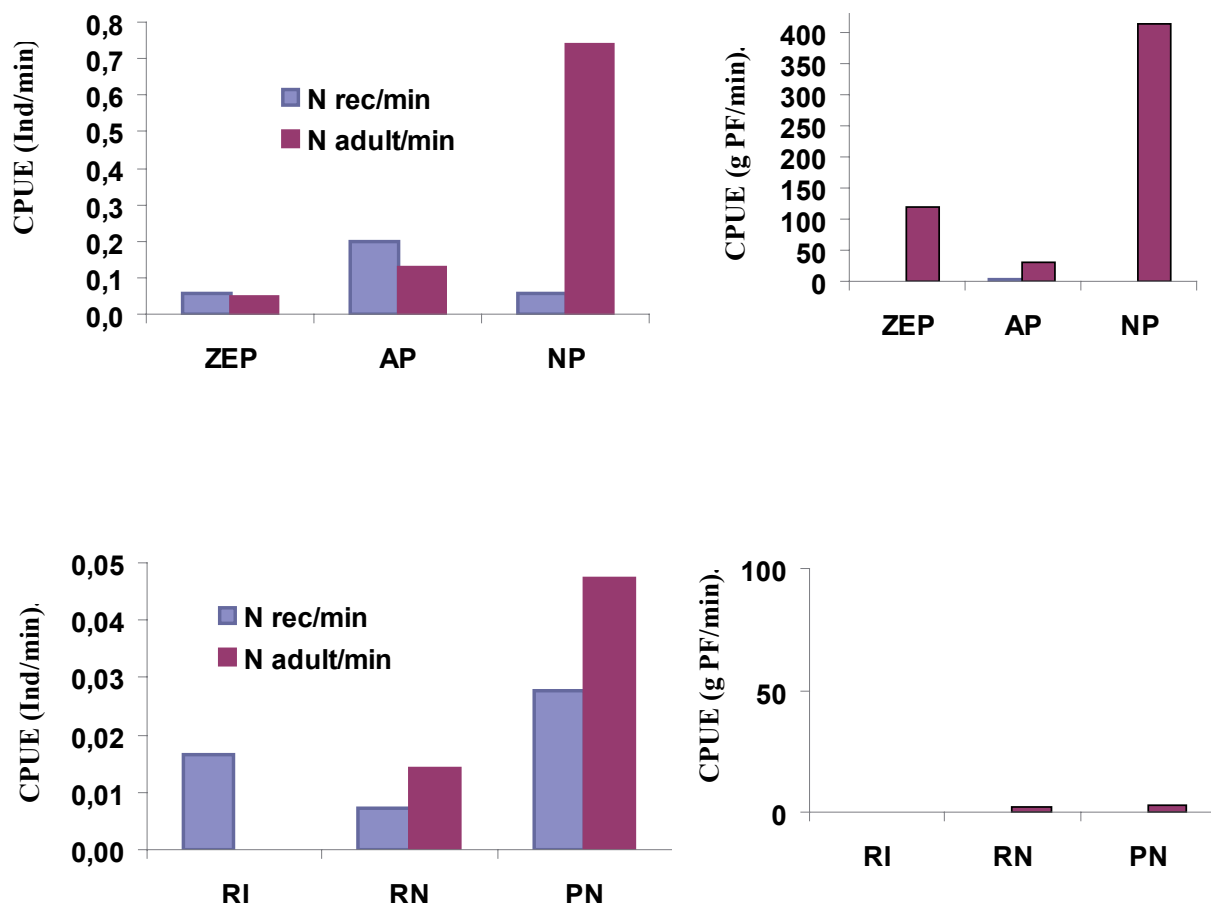 CPUE (Ind/min)
0,8
0,7
0,6
0,5
0,4
0,3
0,2
0,1
0,0
N rec/min
N adult/min
ZEP AP NP
CPUE (g PF/min).
400
350
300
250
200
150
100
50
0
ZEP AP NP
CPUE (Ind/min).
0,05
0,04
0,03
0,02
0,01
0,00
N rec/min
N adult/min
RI RN PN
CPUE (g PF/min).
100
50
0
RI RN PN